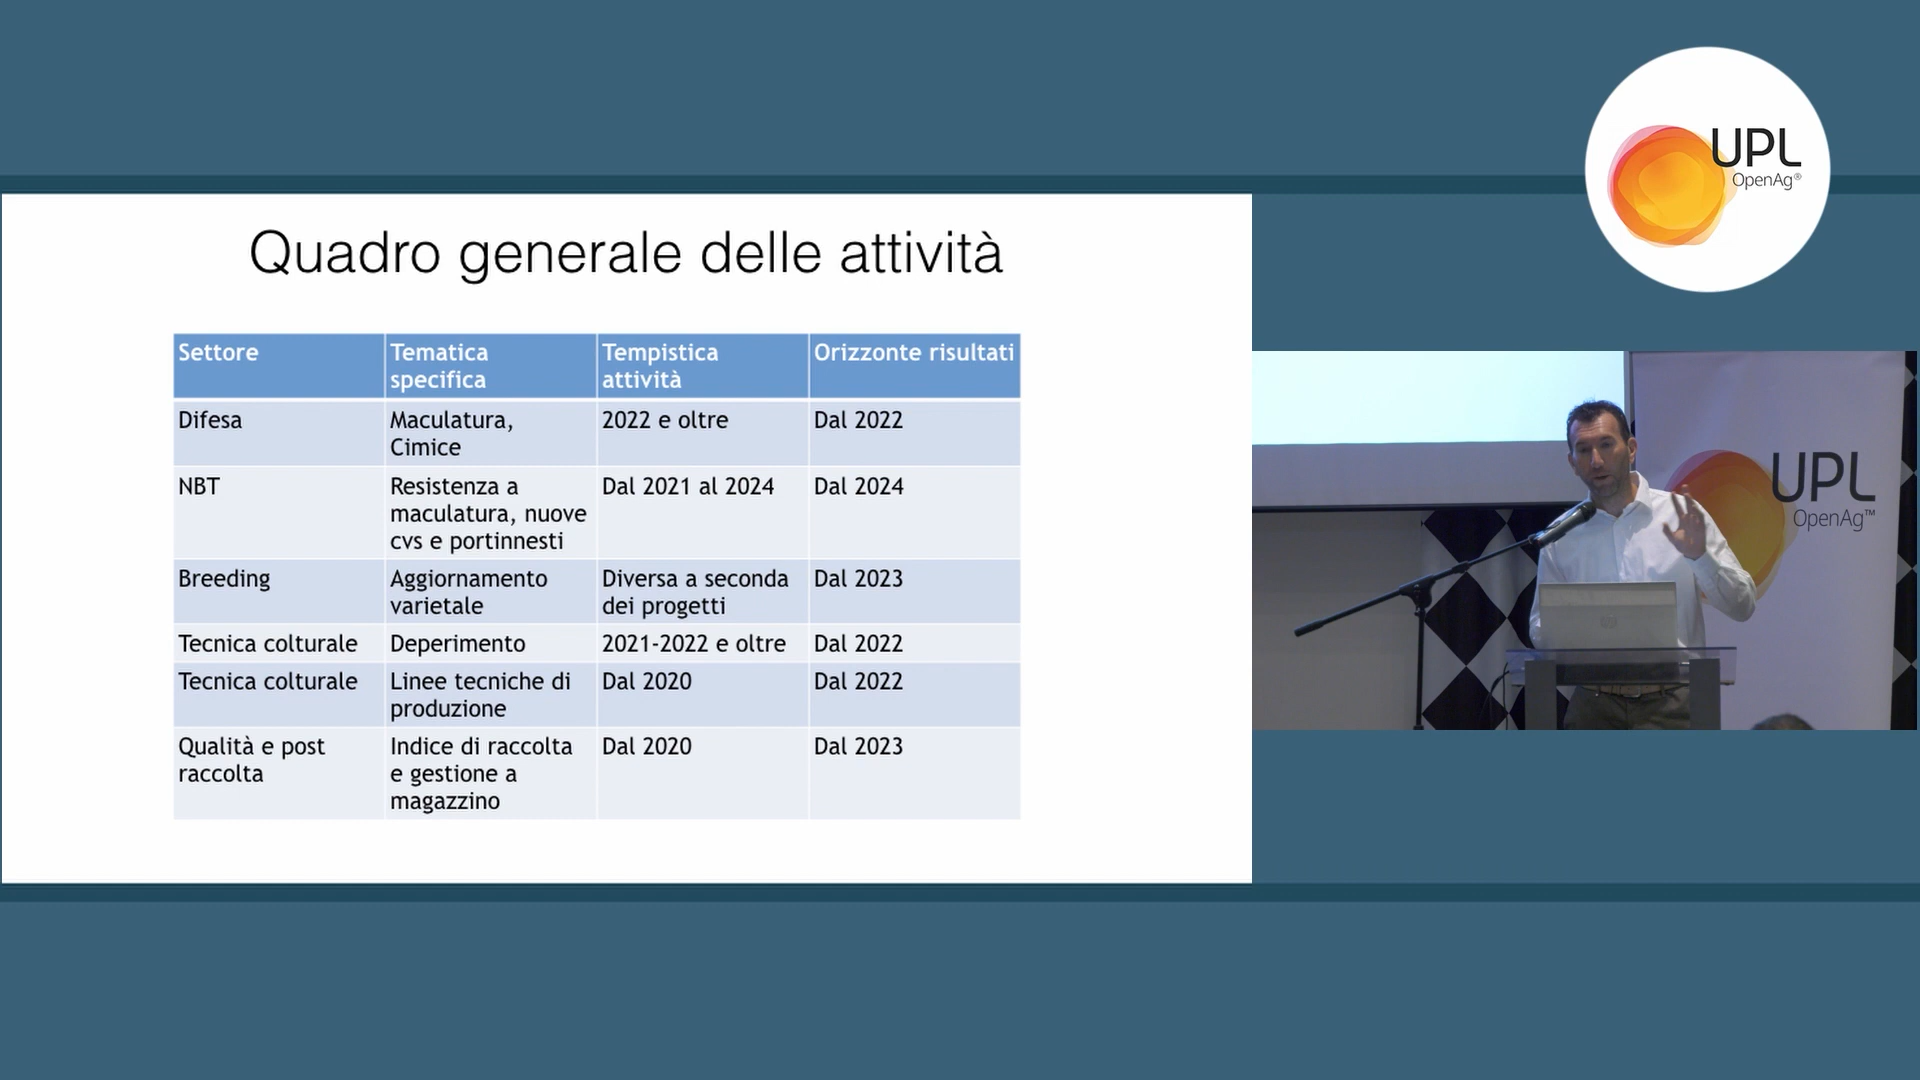 UPL
OpenAg®
Quadro generale delle attività
Settore
Tematica
specifica
Tempistica
attività
Orizzonte risultati
Difesa
Maculatura,
Cimice
2022 e oltre
Dal 2022
NBT
Resistenza a
maculatura, nuove
cvs e portinnesti
Dal 2021 al 2024
Dal 2024
Breeding
Aggiornamento
varietale
Diversa a seconda
dei progetti
Dal 2023
Tecnica colturale
Deperimento
2021-2022 e oltre
Dal 2022
Tecnica colturale
Linee tecniche di
produzione
Dal 2020
Dal 2022
Qualità e post
raccolta
Indice di raccolta
e gestione a
magazzino
Dal 2020
Dal 2023
UPL
OpenAg™